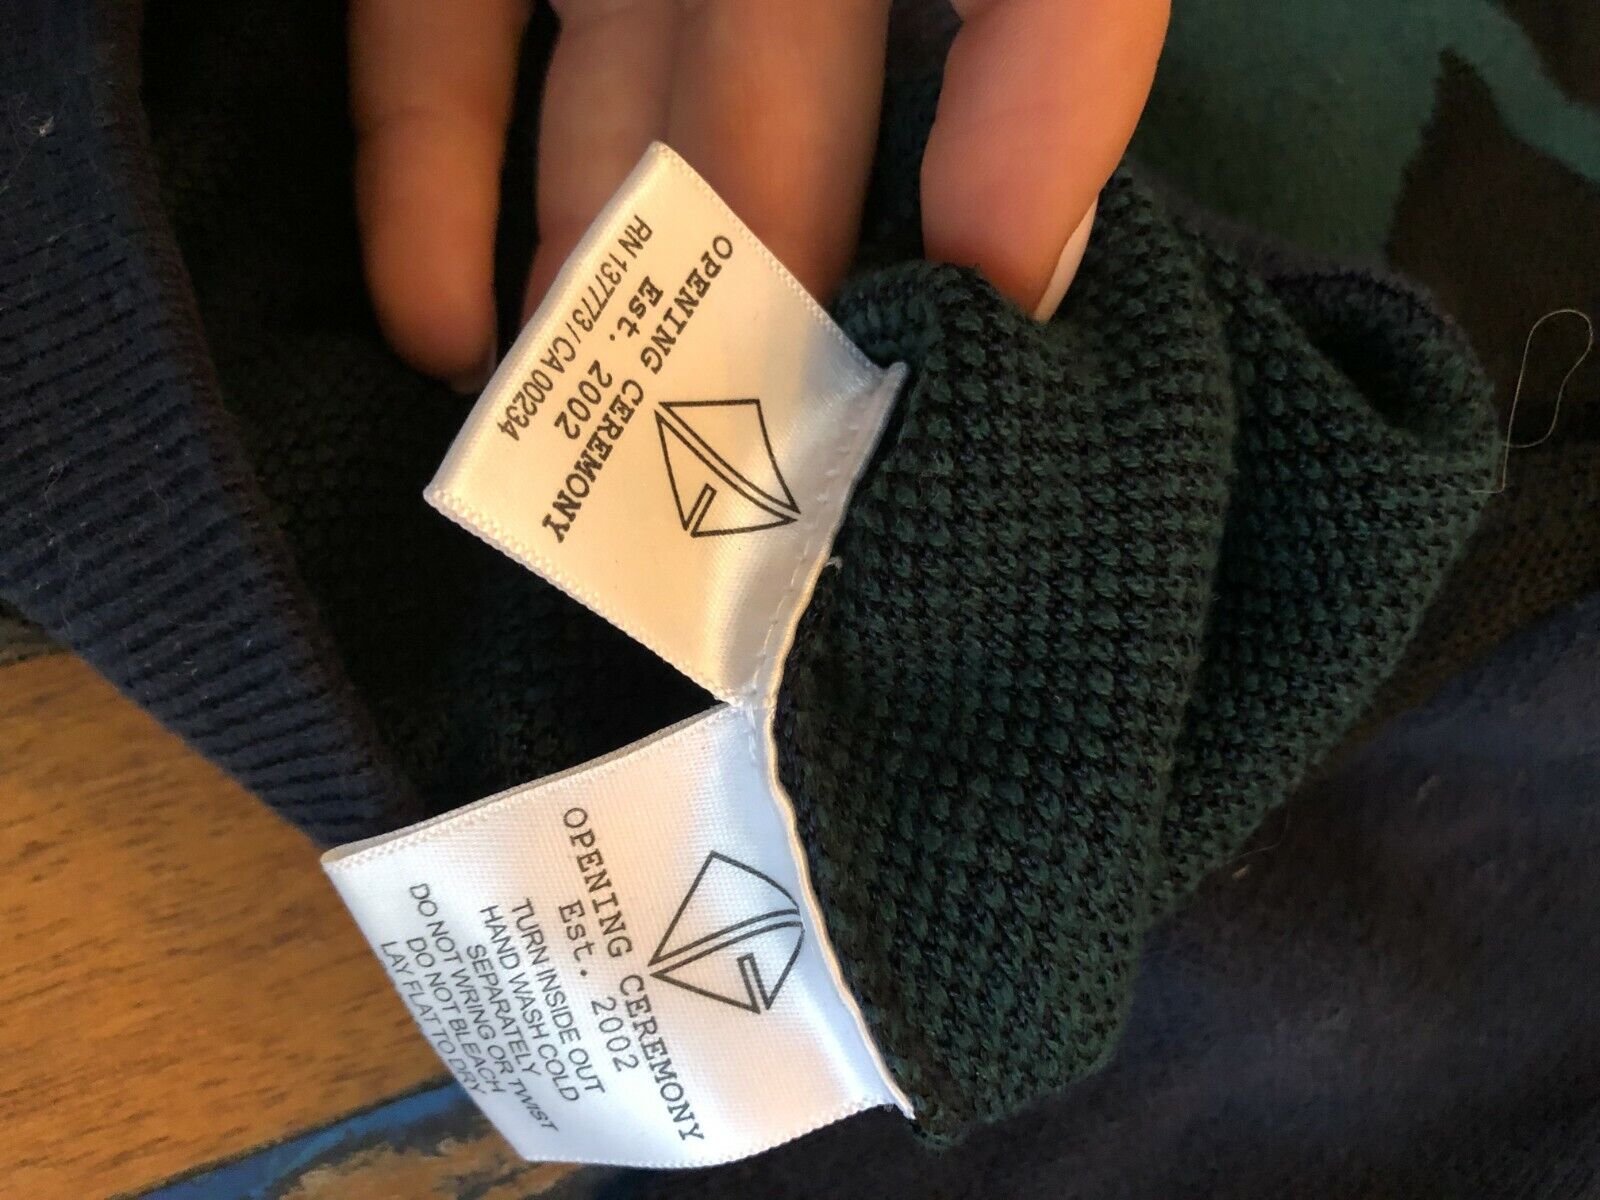 OPENING CEREMONY
Est. 2002
RN 137773 / CA 00234
OPENING CEREMONY
Est. 2002
TURN INSIDE OUT
HAND WASH COLD
SEPARATELY
DO NOT WRING OR TWIST
DO NOT BLEACH
LAY FLAT TO DRY